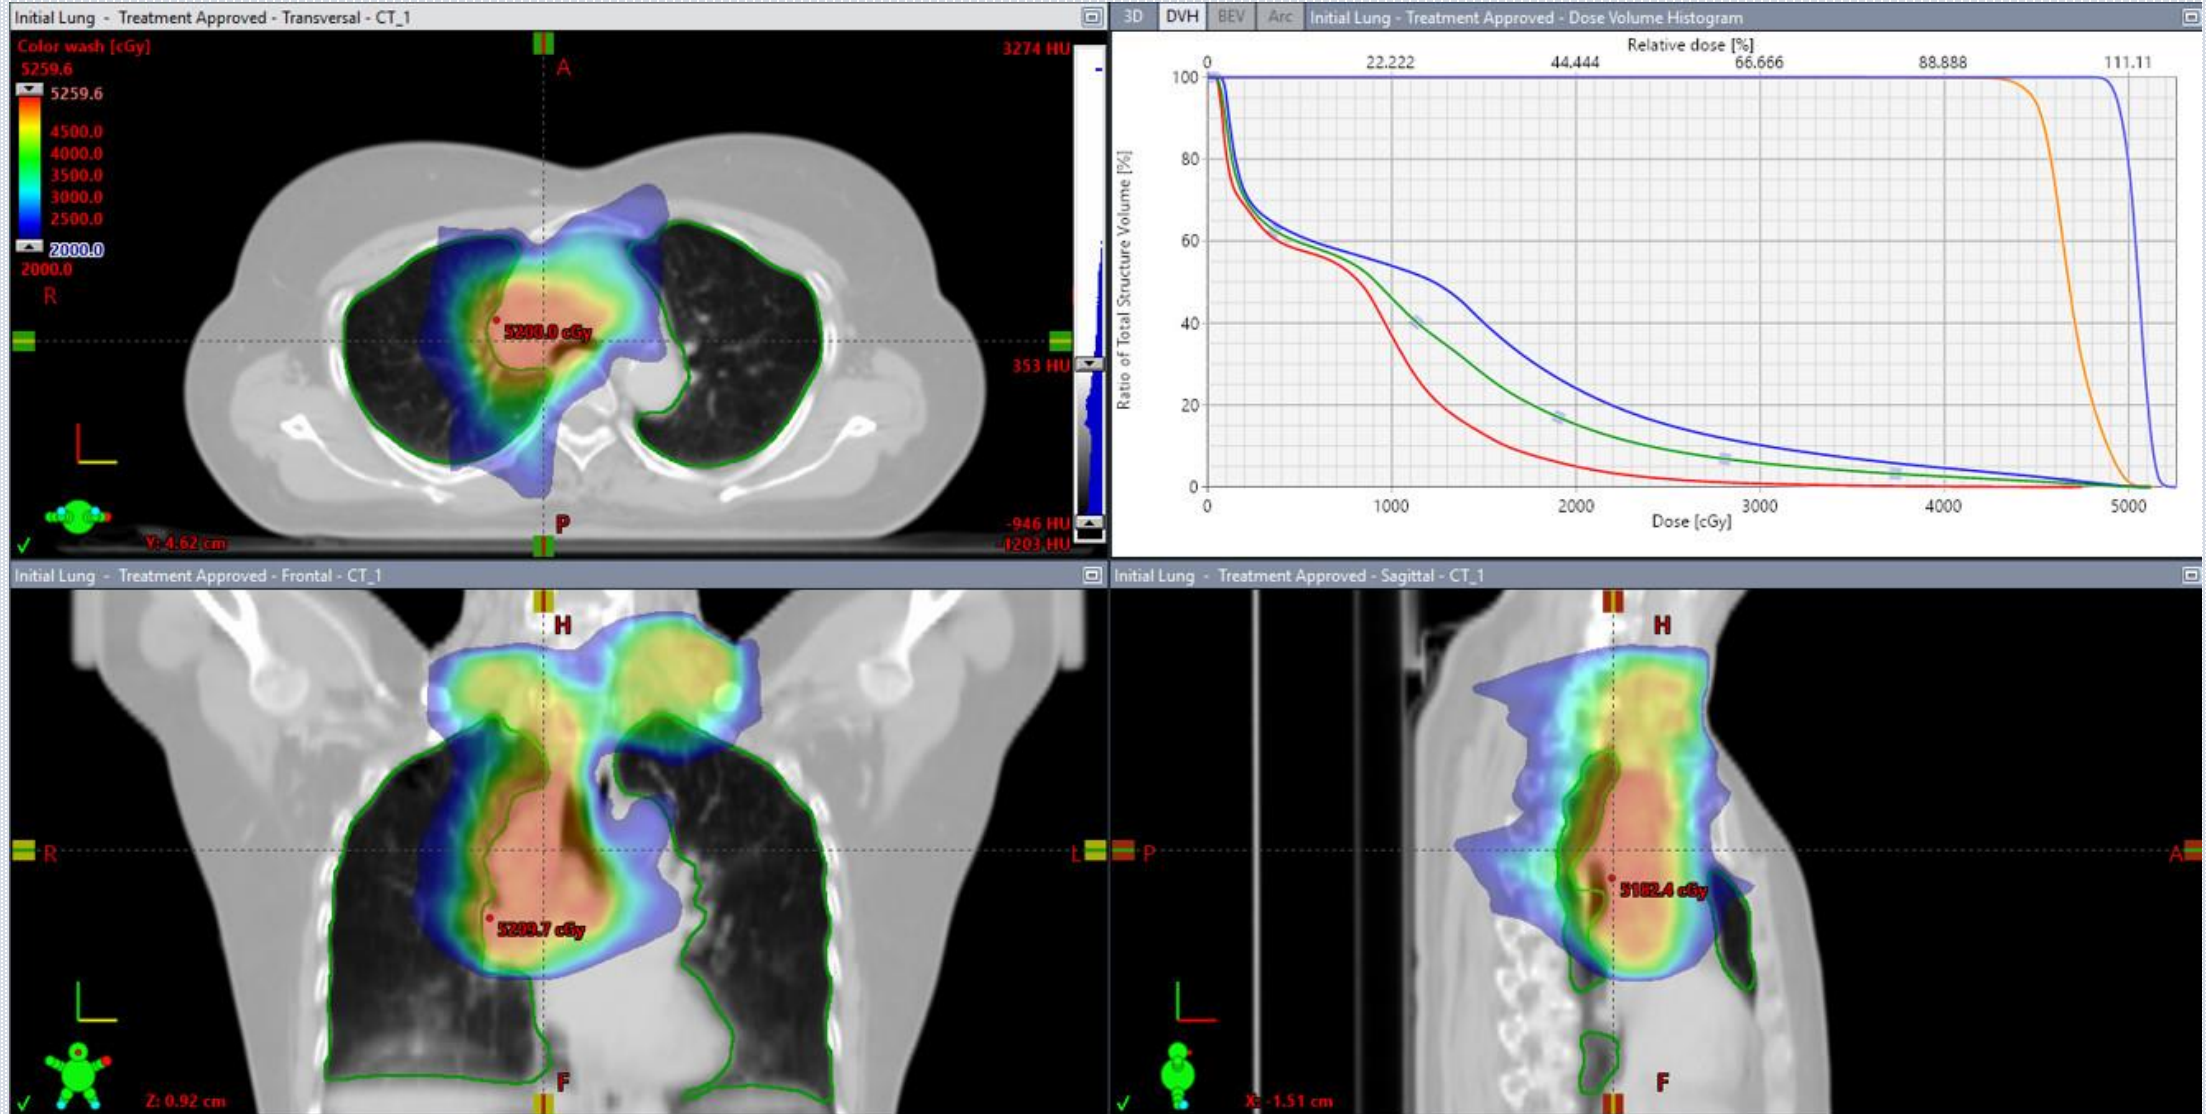 Initial Lung - Treatment Approved - Transversal - CT_1
Color wash [cGy]
5259.6
5259.6
4500.0
4000.0
3500.0
3000.0
2500.0
2000.0
2000.0
A
R
P
3274 HU
353 HU
-946 HU
-1203 HU
5200.0 cGy
Y: 4.62 cm
3D DVH BEV Arc Initial Lung - Treatment Approved - Dose Volume Histogram
Relative dose [%]
0 22.222 44.444 66.666 88.888 111.11
Ratio of Total Structure Volume [%]
100
80
60
40
20
0
0 1000 2000 3000 4000 5000
Dose [cGy]
Initial Lung - Treatment Approved - Frontal - CT_1
H
R
L
5209.7 cGy
F
Z: 0.92 cm
Initial Lung - Treatment Approved - Sagittal - CT_1
H
P
A
5182.4 cGy
F
X: -1.51 cm